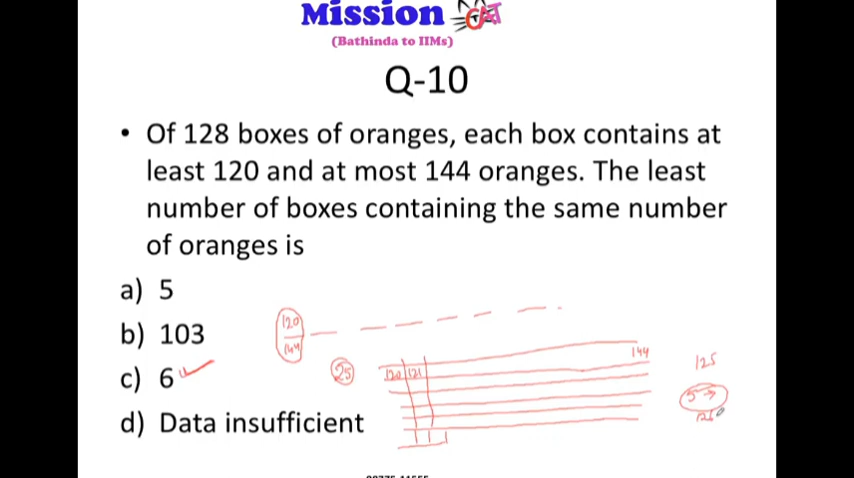 Mission CAT
(Bathinda to IIMs)
Q-10
• Of 128 boxes of oranges, each box contains at
least 120 and at most 144 oranges. The least
number of boxes containing the same number
of oranges is
a) 5
b) 103
c) 6
d) Data insufficient
120
144
25
120 121
144
125
5